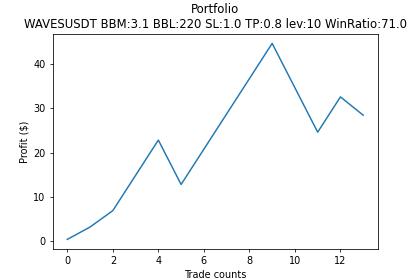 Portfolio
WAVESUSDT BBM:3.1 BBL:220 SL:1.0 TP:0.8 lev:10 WinRatio:71.0
40
30
20
10
0
Profit ($)
0 2 4 6 8 10 12
Trade counts